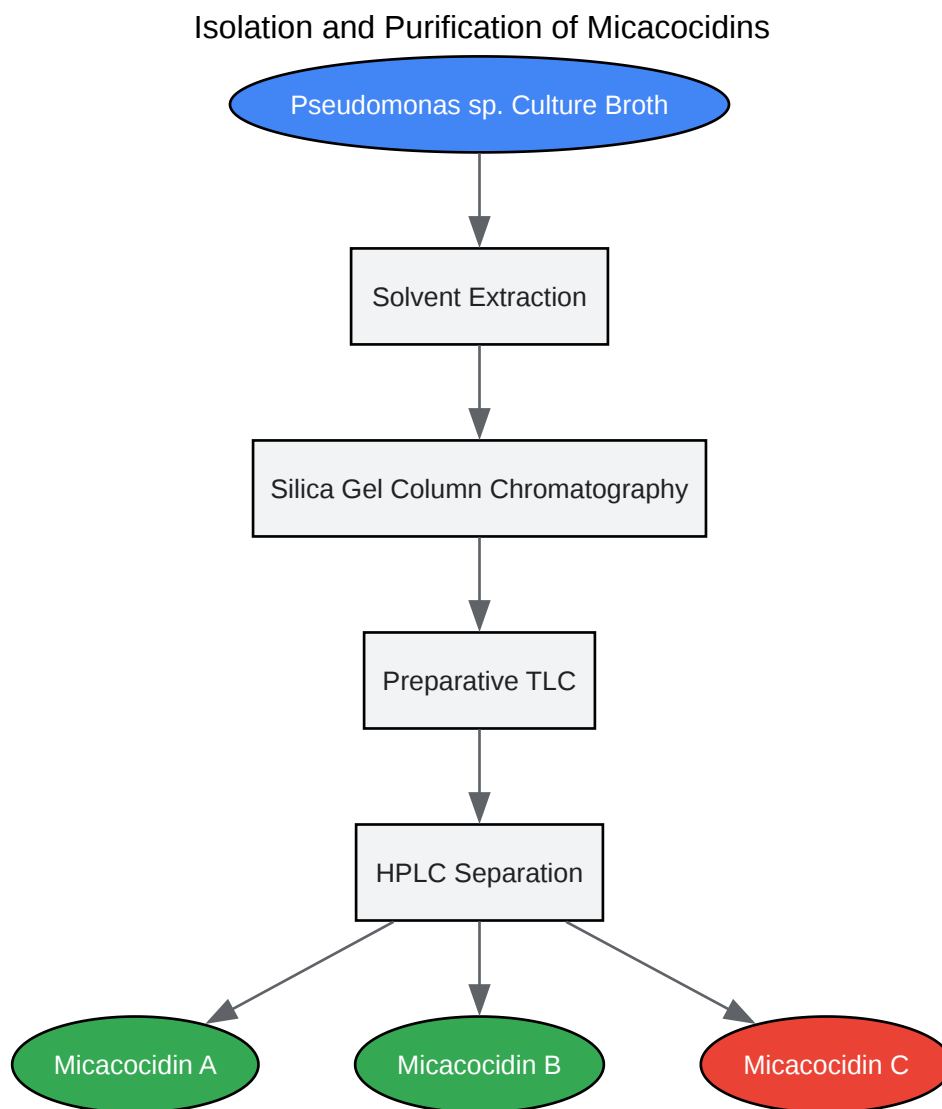 Isolation and Purification of Micacocidins
Pseudomonas sp. Culture Broth
Solvent Extraction
Silica Gel Column Chromatography
Preparative TLC
HPLC Separation
Micacocidin A
Micacocidin B
Micacocidin C